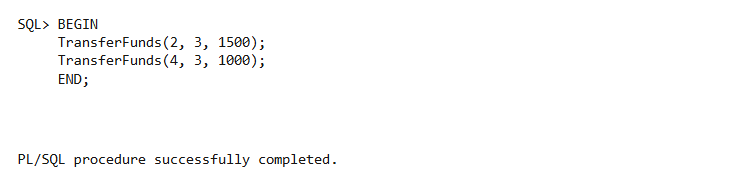 SQL> BEGIN
TransferFunds(2, 3, 1500);
TransferFunds(4, 3, 1000);
END;
PL/SQL procedure successfully completed.